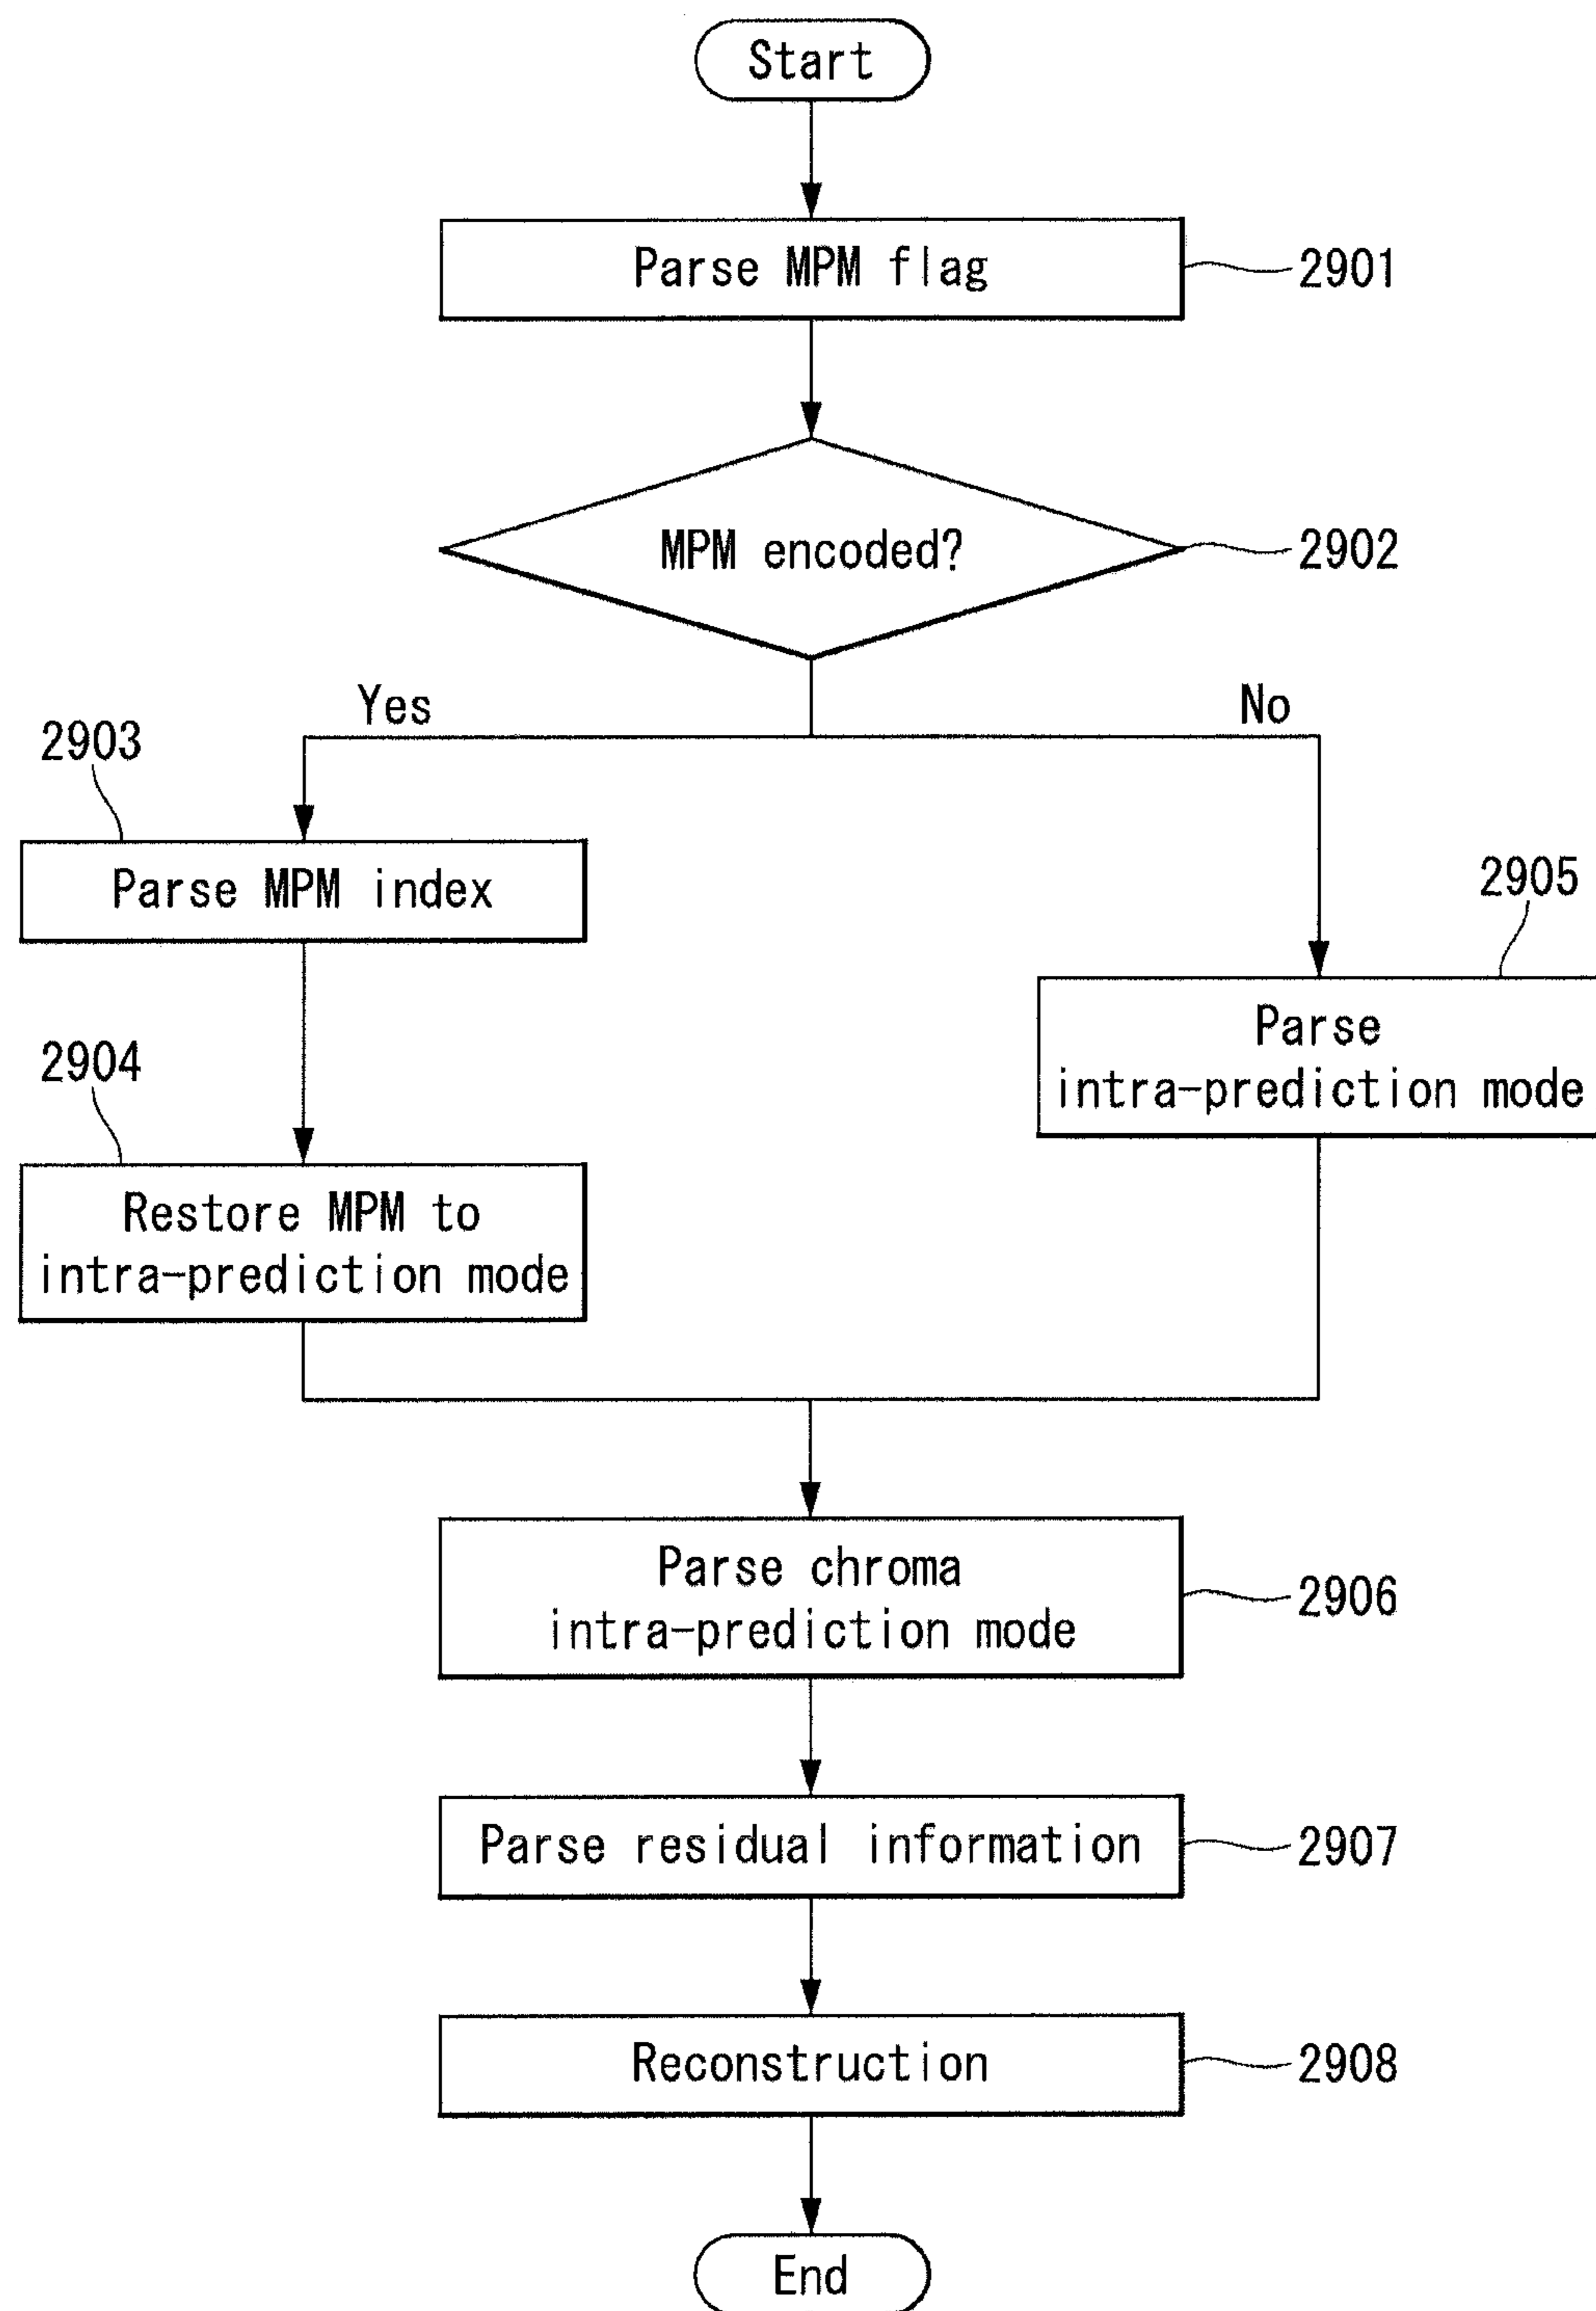 Start
Parse MPM flag
2901
MPM encoded?
2902
Yes
No
2903
Parse MPM index
2905
Parse
intra-prediction mode
2904
Restore MPM to
intra-prediction mode
Parse chroma
intra-prediction mode
2906
Parse residual information
2907
Reconstruction
2908
End